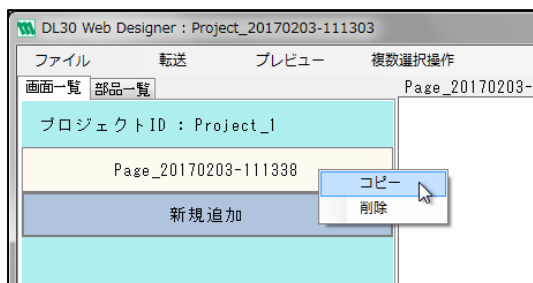 DL30 Web Designer : Project_20170203-111303
ファイル 転送 プレビュー 複数選択操作
画面一覧 部品一覧 Page_20170203-
プロジェクトID : Project_1
Page_20170203-111338
コピー
新規追加
削除